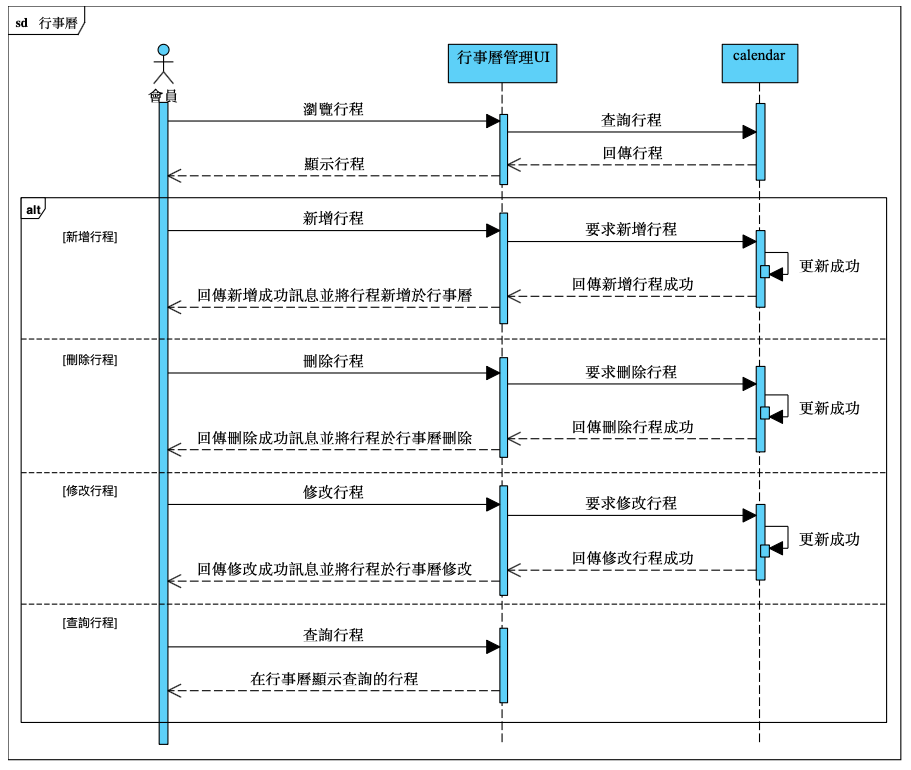 sd 行事曆
會員
行事曆管理UI
calendar
瀏覽行程
查詢行程
回傳行程
顯示行程
alt
[新增行程]
新增行程
要求新增行程
更新成功
回傳新增行程成功
回傳新增成功訊息並將行程新增於行事曆
[刪除行程]
刪除行程
要求刪除行程
更新成功
回傳刪除行程成功
回傳刪除成功訊息並將行程於行事曆刪除
[修改行程]
修改行程
要求修改行程
更新成功
回傳修改行程成功
回傳修改成功訊息並將行程於行事曆修改
[查詢行程]
查詢行程
在行事曆顯示查詢的行程